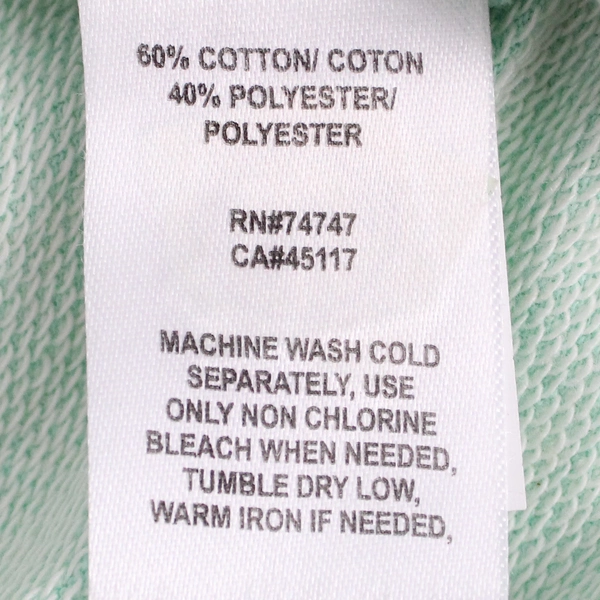 60% COTTON/ COTON
40% POLYESTER/
POLYESTER
RN#74747
CA#45117
MACHINE WASH COLD
SEPARATELY, USE
ONLY NON CHLORINE
BLEACH WHEN NEEDED,
TUMBLE DRY LOW,
WARM IRON IF NEEDED,